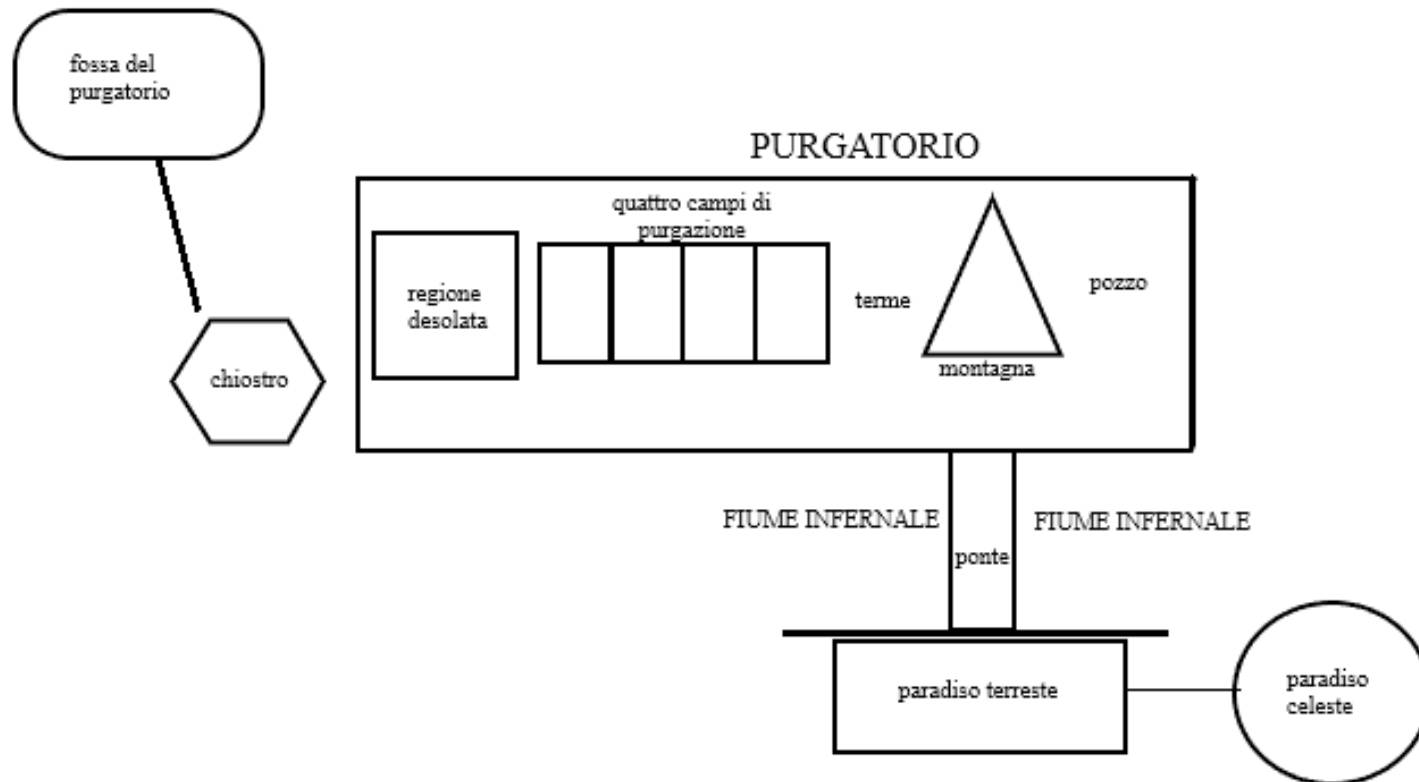 fossa del
purgatorio
PURGATORIO
quattro campi di
purgazione
regione
desolata
terme
pozzo
montagna
chiostro
FIUME INFERNALE
FIUME INFERNALE
ponte
paradiso terreste
paradiso
celeste